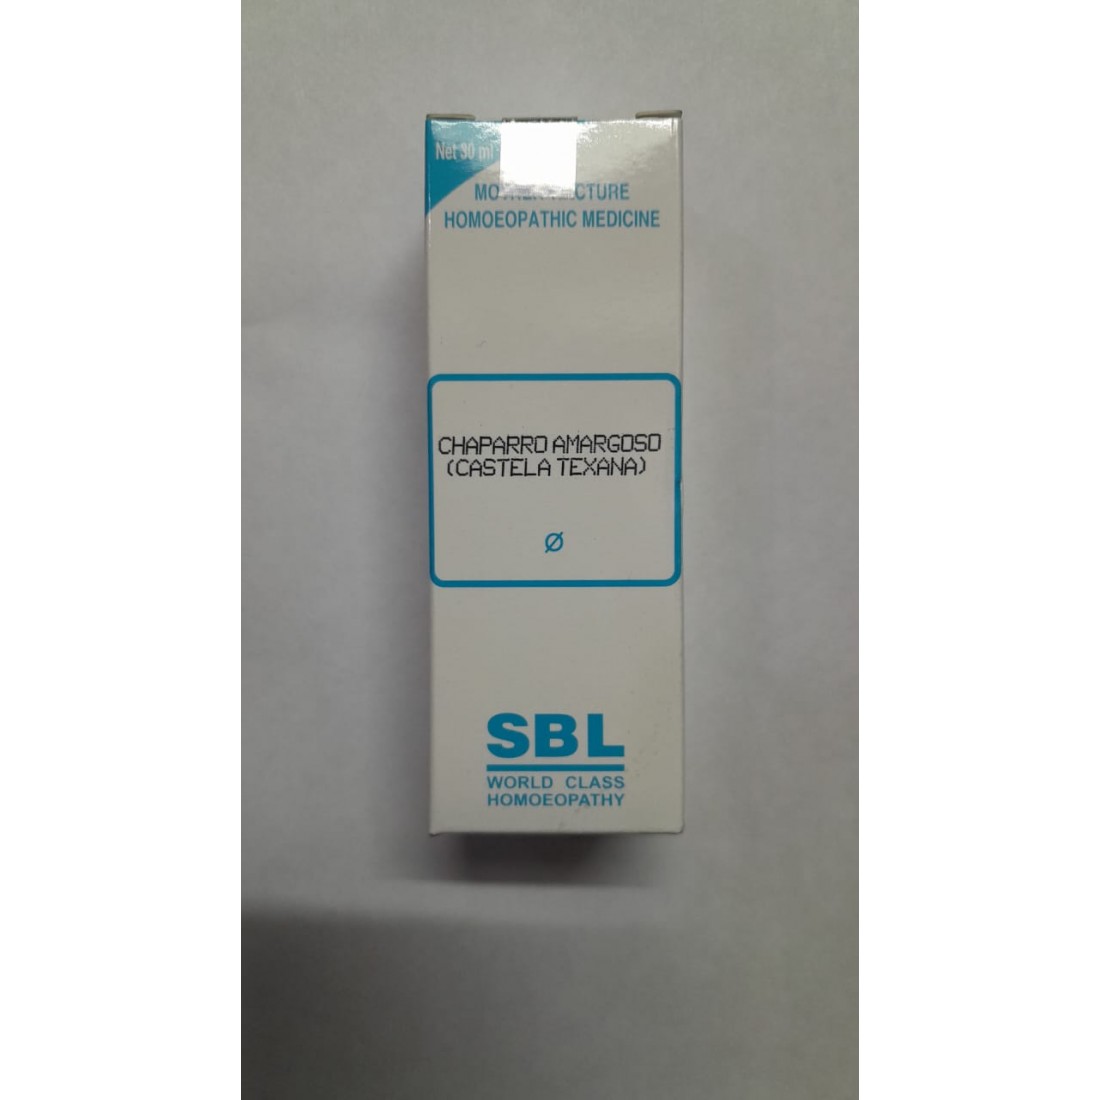 Net 30 ml
HOMOEOPATHIC MEDICINE
CHAPARRO AMARGOSO
(CASTELA TEXANA)
Ø
SBL
WORLD CLASS
HOMOEOPATHY